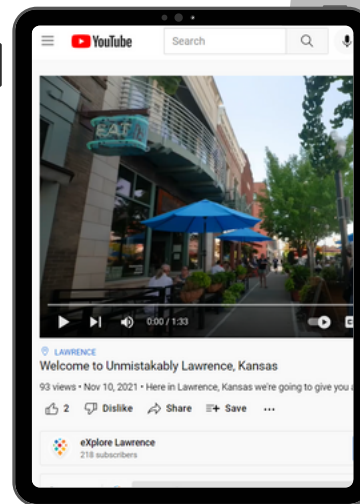 YouTube
Search
EAT
0:00 / 1:33
LAWRENCE
Welcome to Unmistakably Lawrence, Kansas
93 views • Nov 10, 2021 • Here in Lawrence, Kansas we're going to give you a
2 Dislike Share Save ...
eXplore Lawrence
218 subscribers